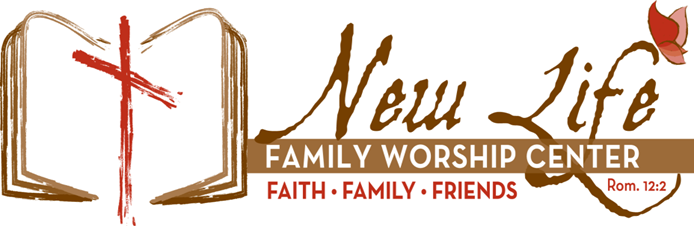 New Life
FAMILY WORSHIP CENTER
FAITH • FAMILY • FRIENDS
Rom. 12:2